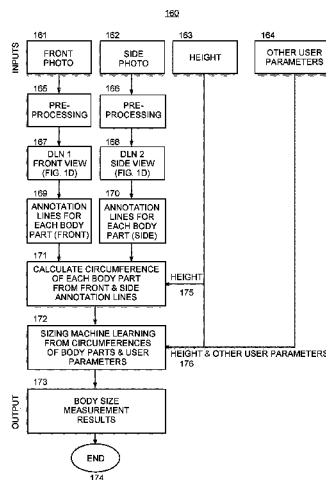 160
INPUTS
161
FRONT
PHOTO
162
SIDE
PHOTO
163
HEIGHT
164
OTHER USER
PARAMETERS
165
PRE-
PROCESSING
166
PRE-
PROCESSING
167
DLN 1
FRONT VIEW
(FIG. 1D)
168
DLN 2
SIDE VIEW
(FIG. 1D)
169
ANNOTATION
LINES FOR
EACH BODY
PART (FRONT)
170
ANNOTATION
LINES FOR
EACH BODY
PART (SIDE)
171
CALCULATE CIRCUMFERENCE
OF EACH BODY PART
FROM FRONT & SIDE
ANNOTATION LINES
HEIGHT
175
172
SIZING MACHINE LEARNING
FROM CIRCUMFERENCES
OF BODY PARTS & USER
PARAMETERS
HEIGHT & OTHER USER PARAMETERS
176
OUTPUT
173
BODY SIZE
MEASUREMENT
RESULTS
END
174